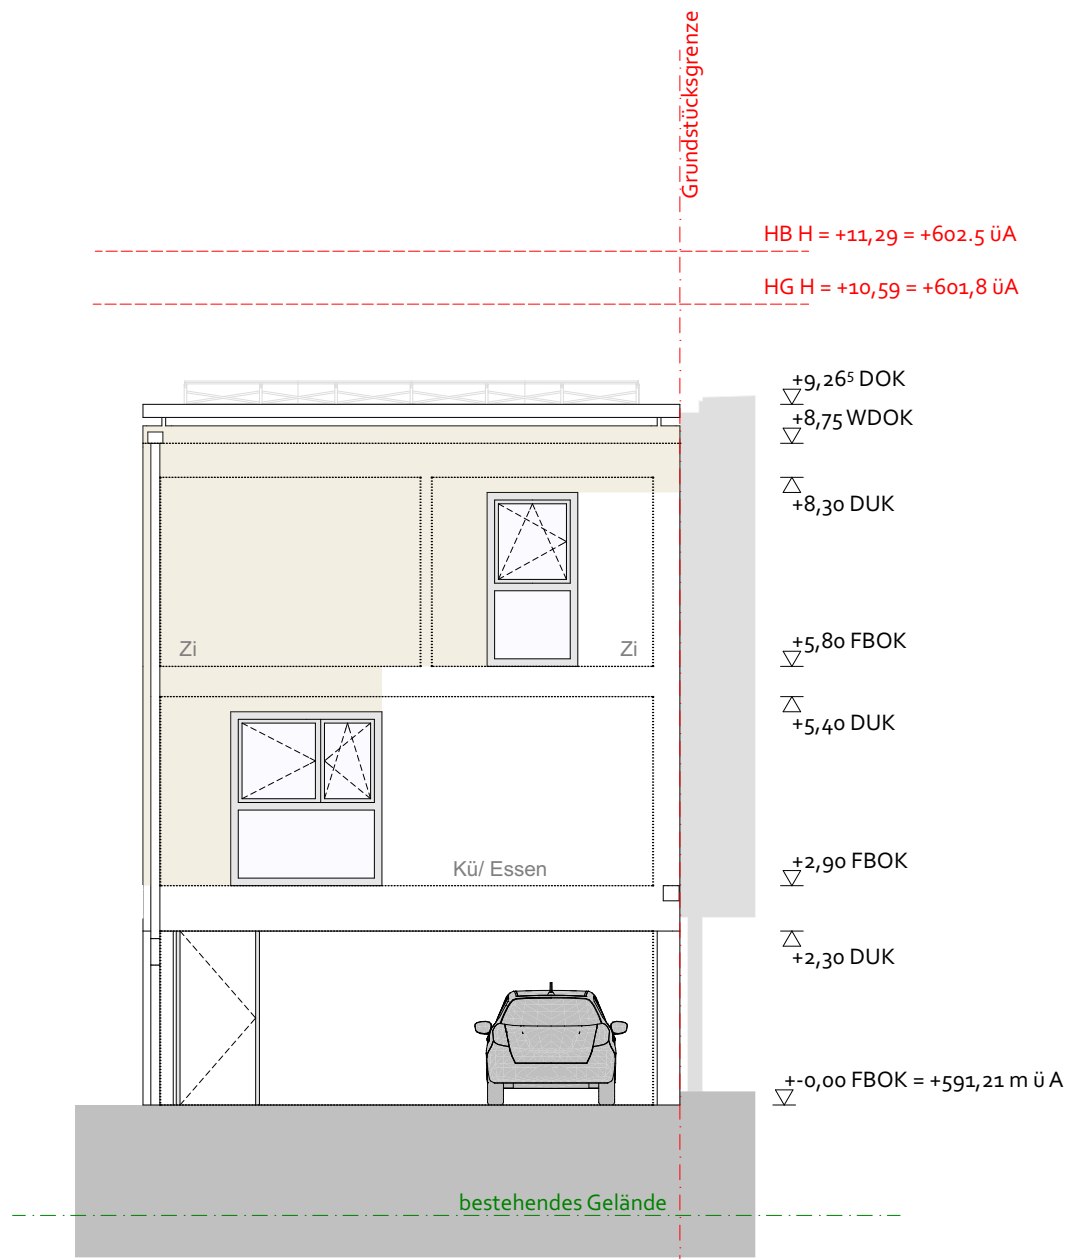 Grundstücksgrenze
HB H = +11,29 = +602.5 üA
HG H = +10,59 = +601,8 üA
+9,26⁵ DOK
+8,75 WDOK
+8,30 DUK
Zi
Zi
+5,80 FBOK
+5,40 DUK
Kü/ Essen
+2,90 FBOK
+2,30 DUK
+-0,00 FBOK = +591,21 m ü A
bestehendes Gelände